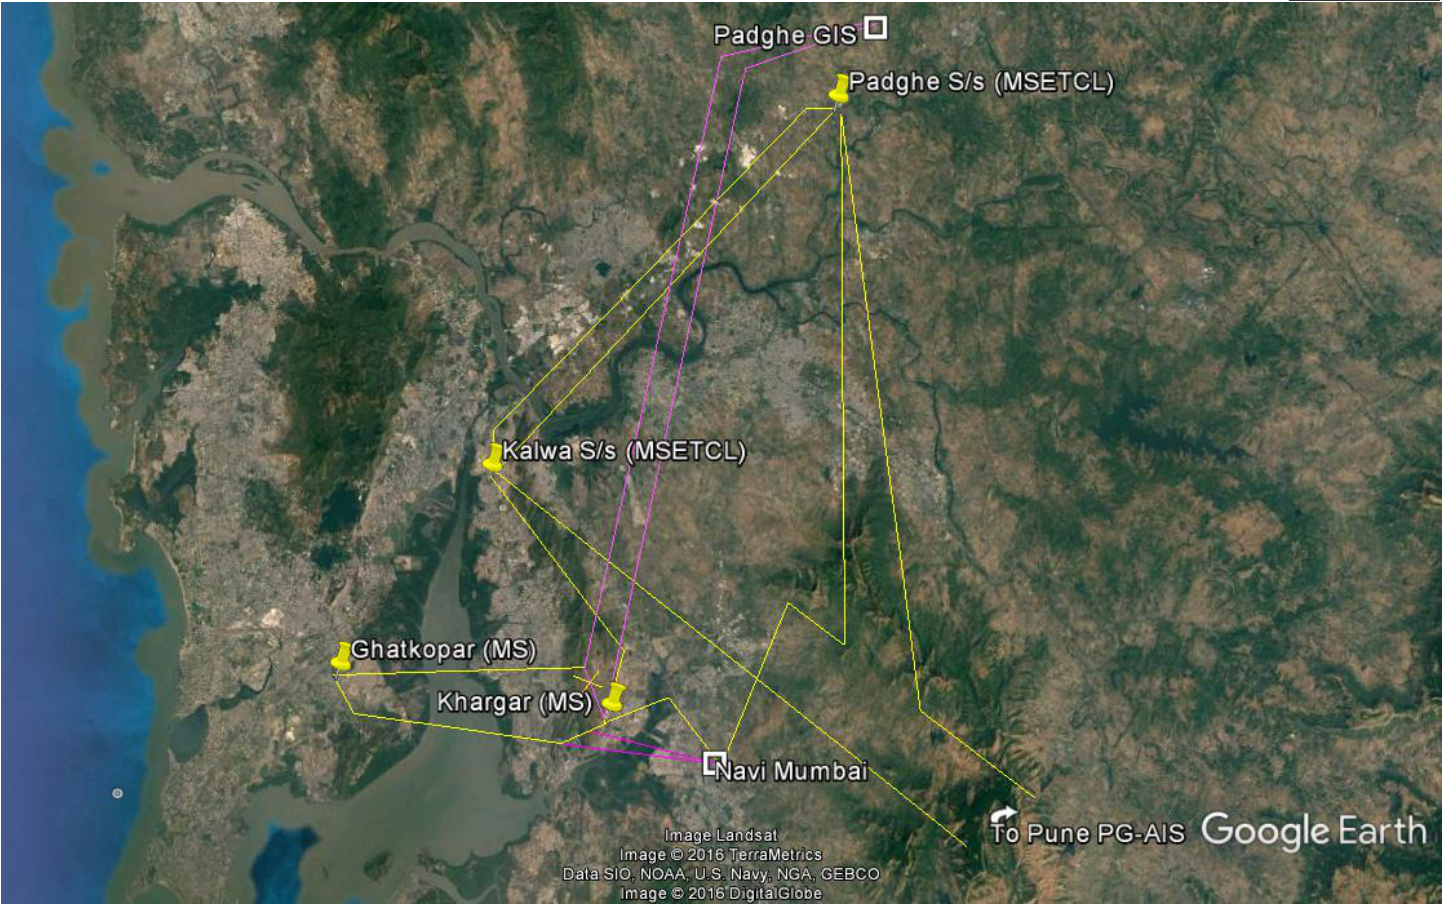 Padghe GIS
Padghe S/s (MSETCL)
Kalwa S/s (MSETCL)
Ghatkopar (MS)
Khargar (MS)
Navi Mumbai
To Pune PG-AIS
Google Earth
Image Landsat
Image © 2016 TerraMetrics
Data SIO, NOAA, U.S. Navy, NGA, GEBCO
Image © 2016 DigitalGlobe